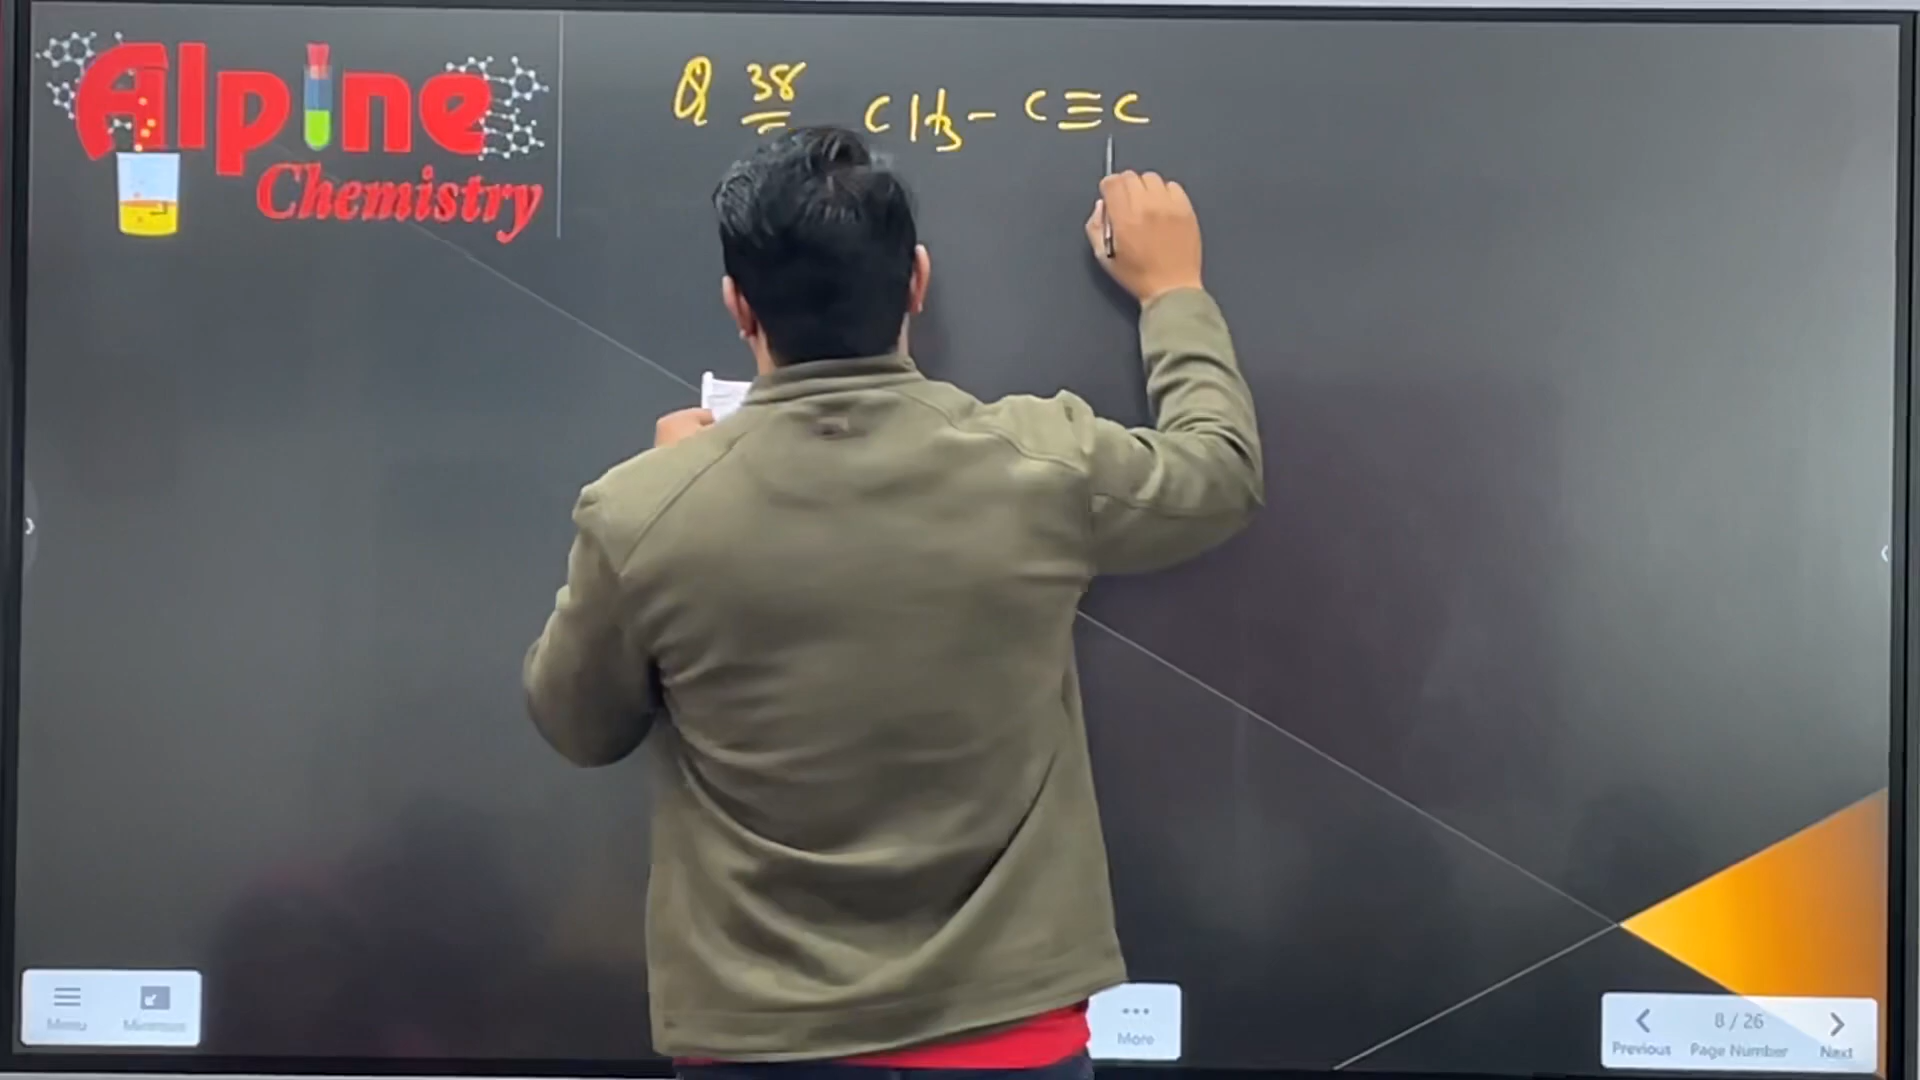 Alpine
Chemistry
Q 38 CH3 - C≡C
Menu
Minimize
More
8 / 26
Previous Page Number Next